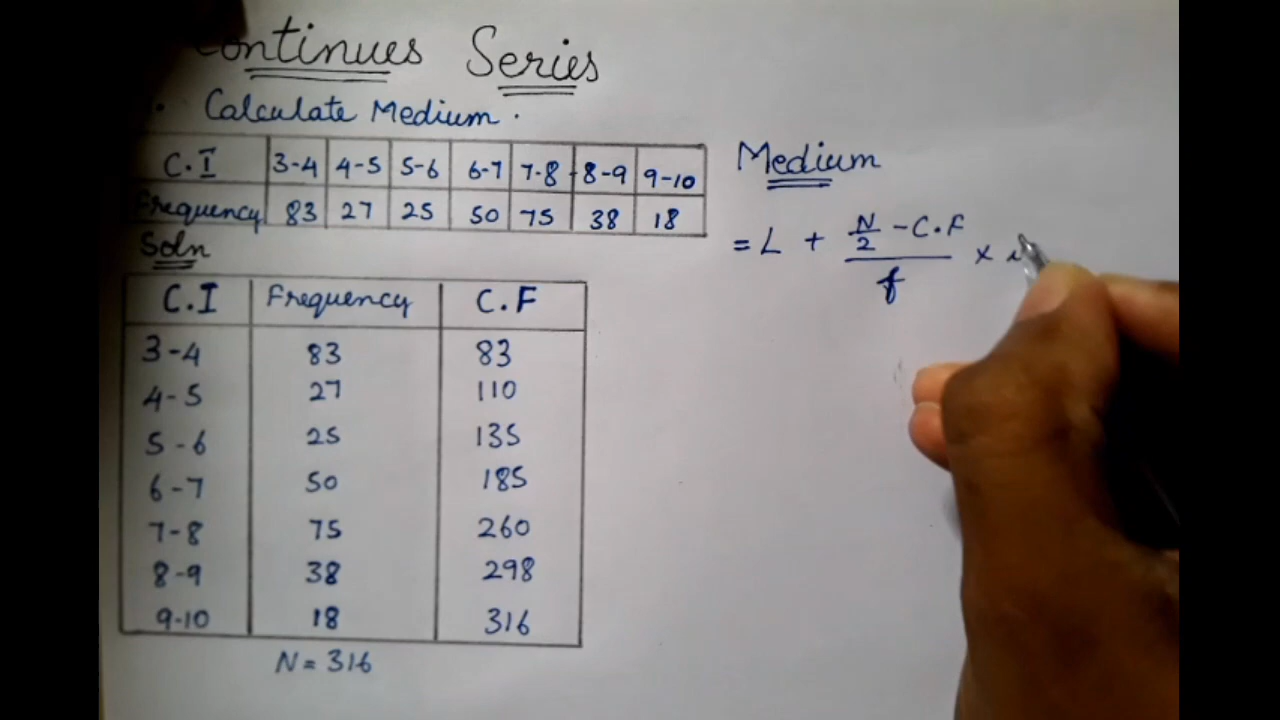 Continues Series
Calculate Medium.
C.I 3-4 4-5 5-6 6-7 7-8 8-9 9-10
Frequency 83 27 25 50 75 38 18
Soln
C.I Frequency C.F
3-4 83 83
4-5 27 110
5-6 25 135
6-7 50 185
7-8 75 260
8-9 38 298
9-10 18 316
N = 316
Medium
= L + (N/2 - C.F)/f × i